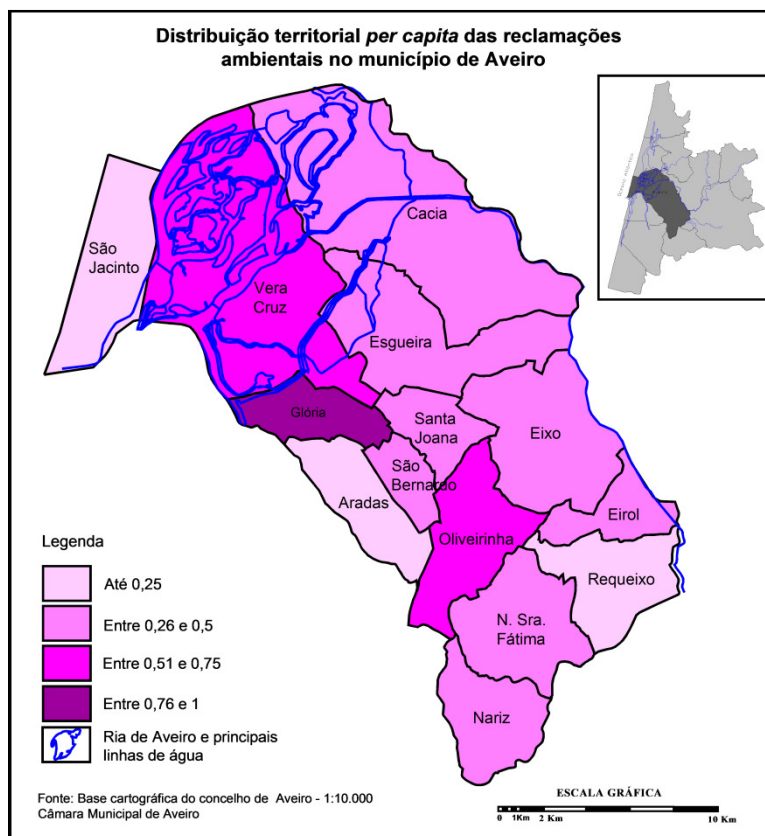 Distribuição territorial per capita das reclamações
ambientais no município de Aveiro
Oceano Atlântico
São
Jacinto
Vera
Cruz
Cacia
Esgueira
Glória
Santa
Joana
Eixo
São
Bernardo
Aradas
Oliveirinha
Eirol
Requeixo
N. Sra.
Fátima
Nariz
Legenda
Até 0,25
Entre 0,26 e 0,5
Entre 0,51 e 0,75
Entre 0,76 e 1
Ria de Aveiro e principais
linhas de água
Fonte: Base cartográfica do concelho de Aveiro - 1:10.000
Câmara Municipal de Aveiro
ESCALA GRÁFICA
0 1Km 2 Km 10 Km